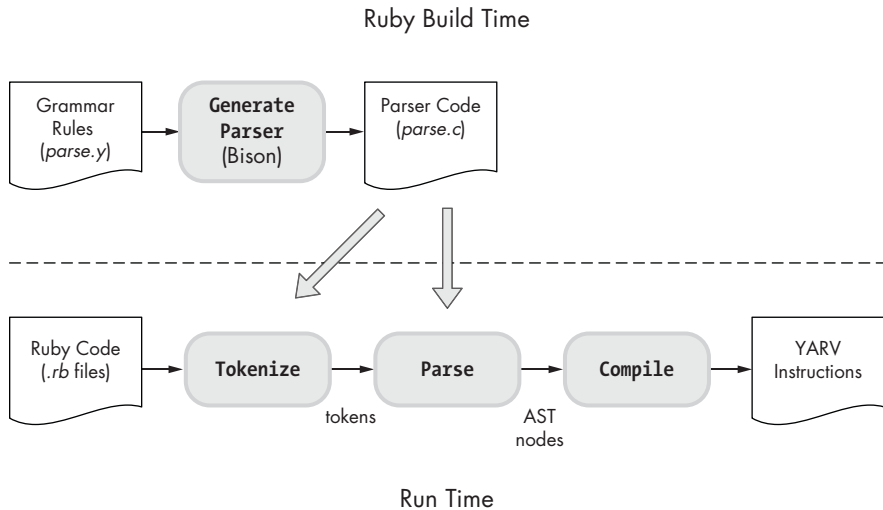 Ruby Build Time
Grammar
Rules
(parse.y)
Generate
Parser
(Bison)
Parser Code
(parse.c)
Ruby Code
(.rb files)
Tokenize
tokens
Parse
AST
nodes
Compile
YARV
Instructions
Run Time